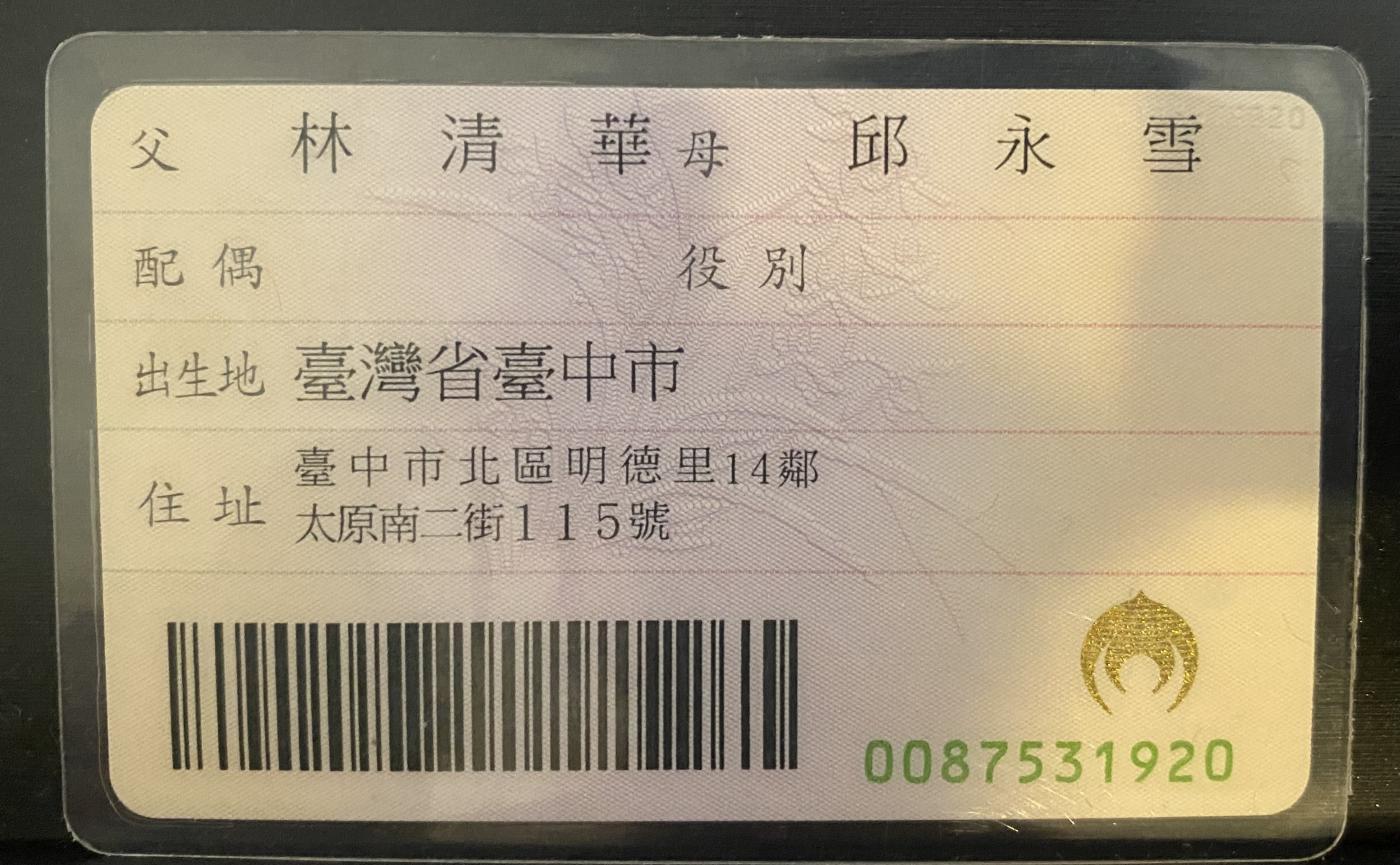 父 林清華 母 邱永雪
配偶 役別
出生地 臺灣省臺中市
住址 臺中市北區明德里14鄰
太原南二街115號
0087531920